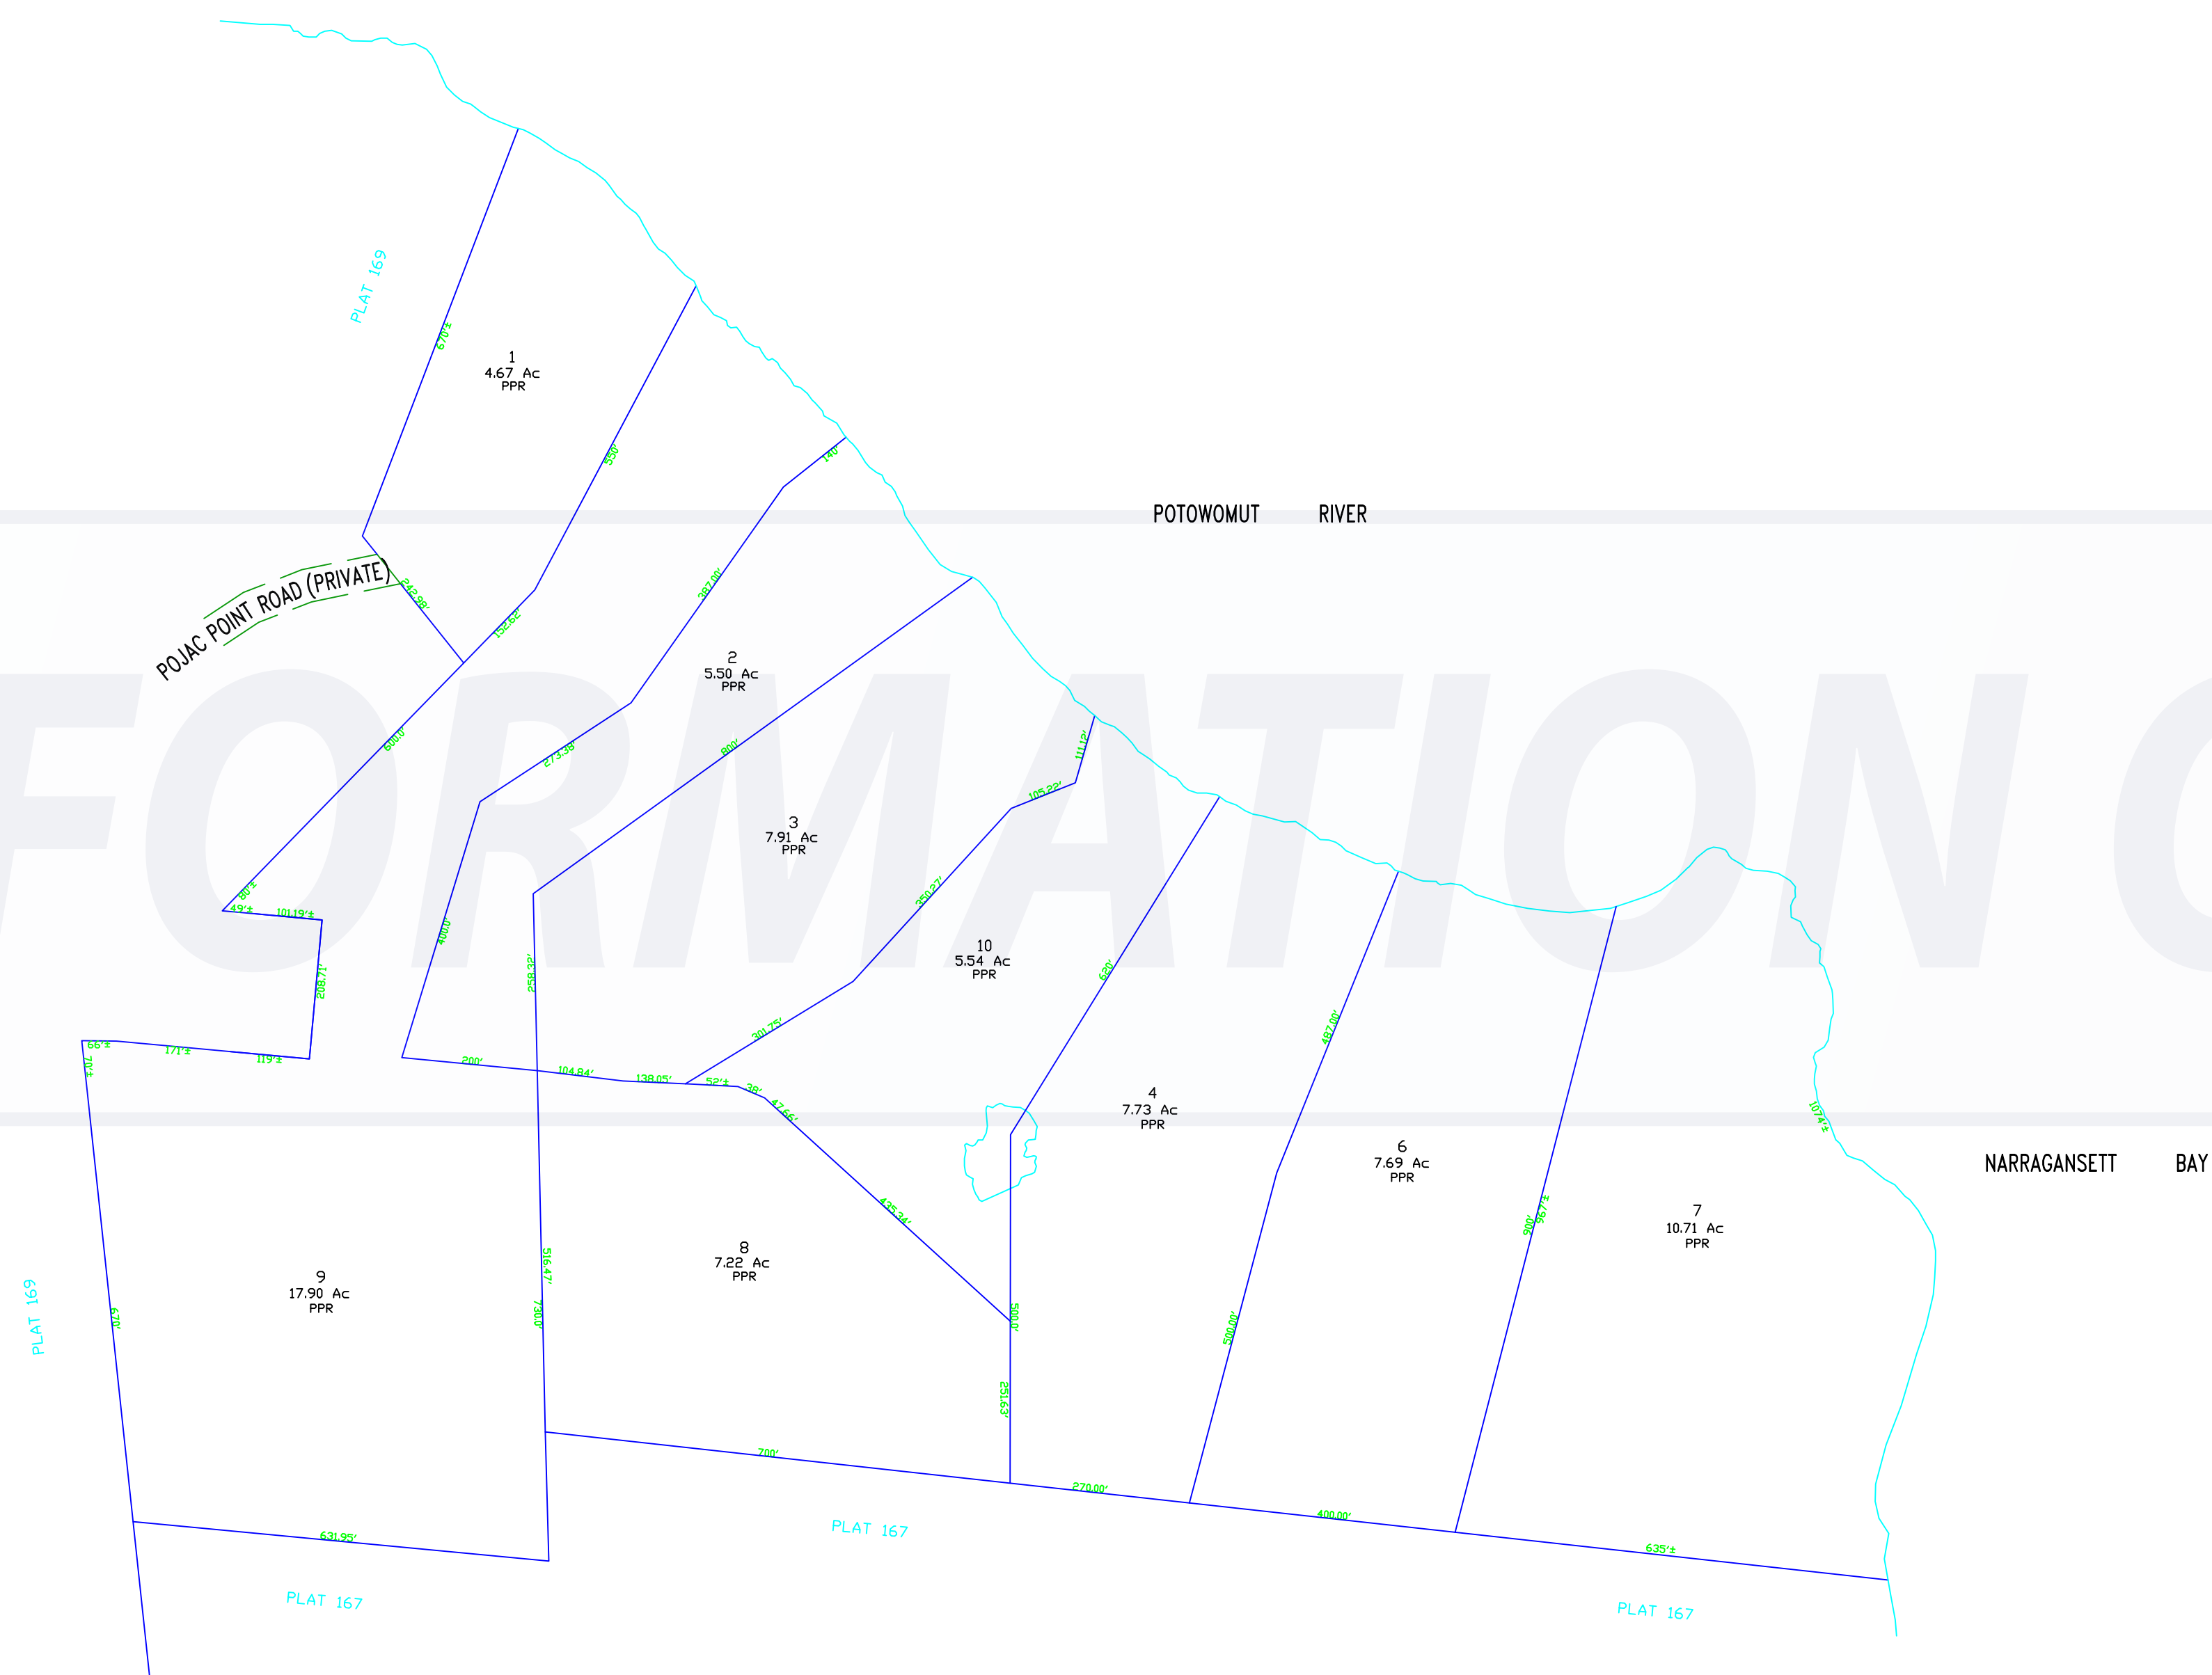 PLAT 169
670'±
1
4.67 Ac
PPR
550'
140'
POTOWOMUT RIVER
POJAC POINT ROAD (PRIVATE)
242.98'
152.62'
387.00'
2
5.50 Ac
PPR
600.0'
273.38'
800'
111.12'
105.22'
3
7.91 Ac
PPR
80'±
49'±
101.19'±
350.27'
400.0'
258.32'
208.71'
10
5.54 Ac
PPR
620'
487.00'
FORMATION
301.75'
66'±
171'±
119'±
70'±
200'
104.84'
138.05'
52'±
38'
47.66'
4
7.73 Ac
PPR
1074'±
6
7.69 Ac
PPR
NARRAGANSETT BAY
900'
967'±
7
10.71 Ac
PPR
435.34'
8
7.22 Ac
PPR
516.47'
9
17.90 Ac
PPR
730.0'
500.0'
500.00'
670'
PLAT 169
251.63'
700'
270.00'
400.00'
631.95'
635'±
PLAT 167
PLAT 167
PLAT 167